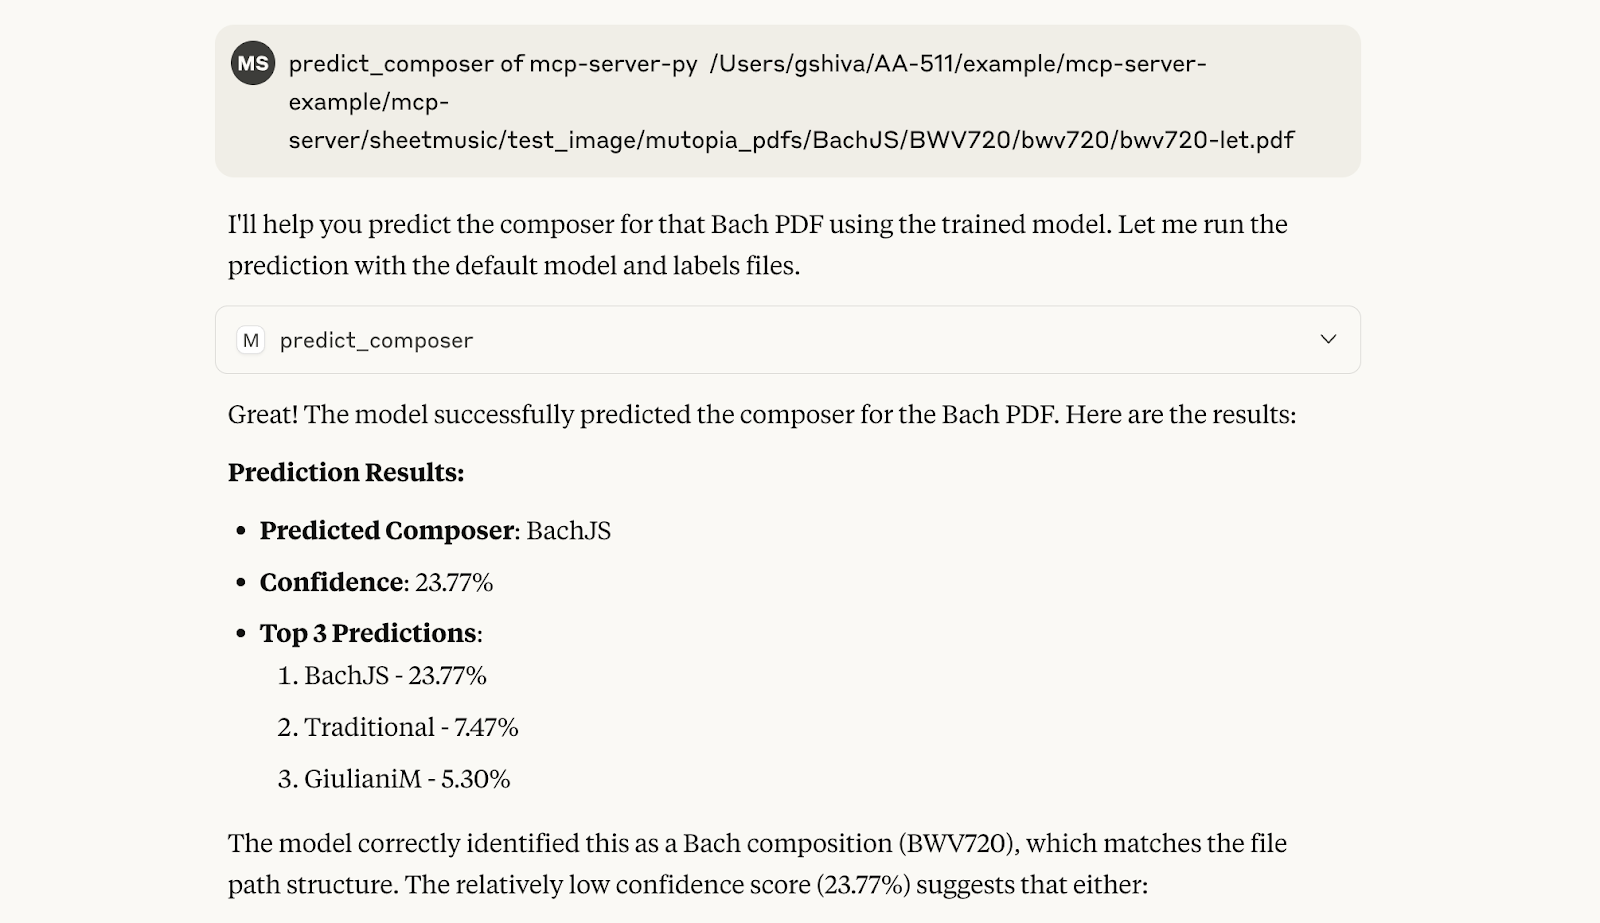 MS
predict_composer of mcp-server-py  /Users/gshiva/AA-511/example/mcp-server-
example/mcp-
server/sheetmusic/test_image/mutopia_pdfs/BachJS/BWV720/bwv720/bwv720-let.pdf
I'll help you predict the composer for that Bach PDF using the trained model. Let me run the
prediction with the default model and labels files.
M predict_composer
Great! The model successfully predicted the composer for the Bach PDF. Here are the results:
Prediction Results:
• Predicted Composer: BachJS
• Confidence: 23.77%
• Top 3 Predictions:
1. BachJS - 23.77%
2. Traditional - 7.47%
3. GiulianiM - 5.30%
The model correctly identified this as a Bach composition (BWV720), which matches the file
path structure. The relatively low confidence score (23.77%) suggests that either: